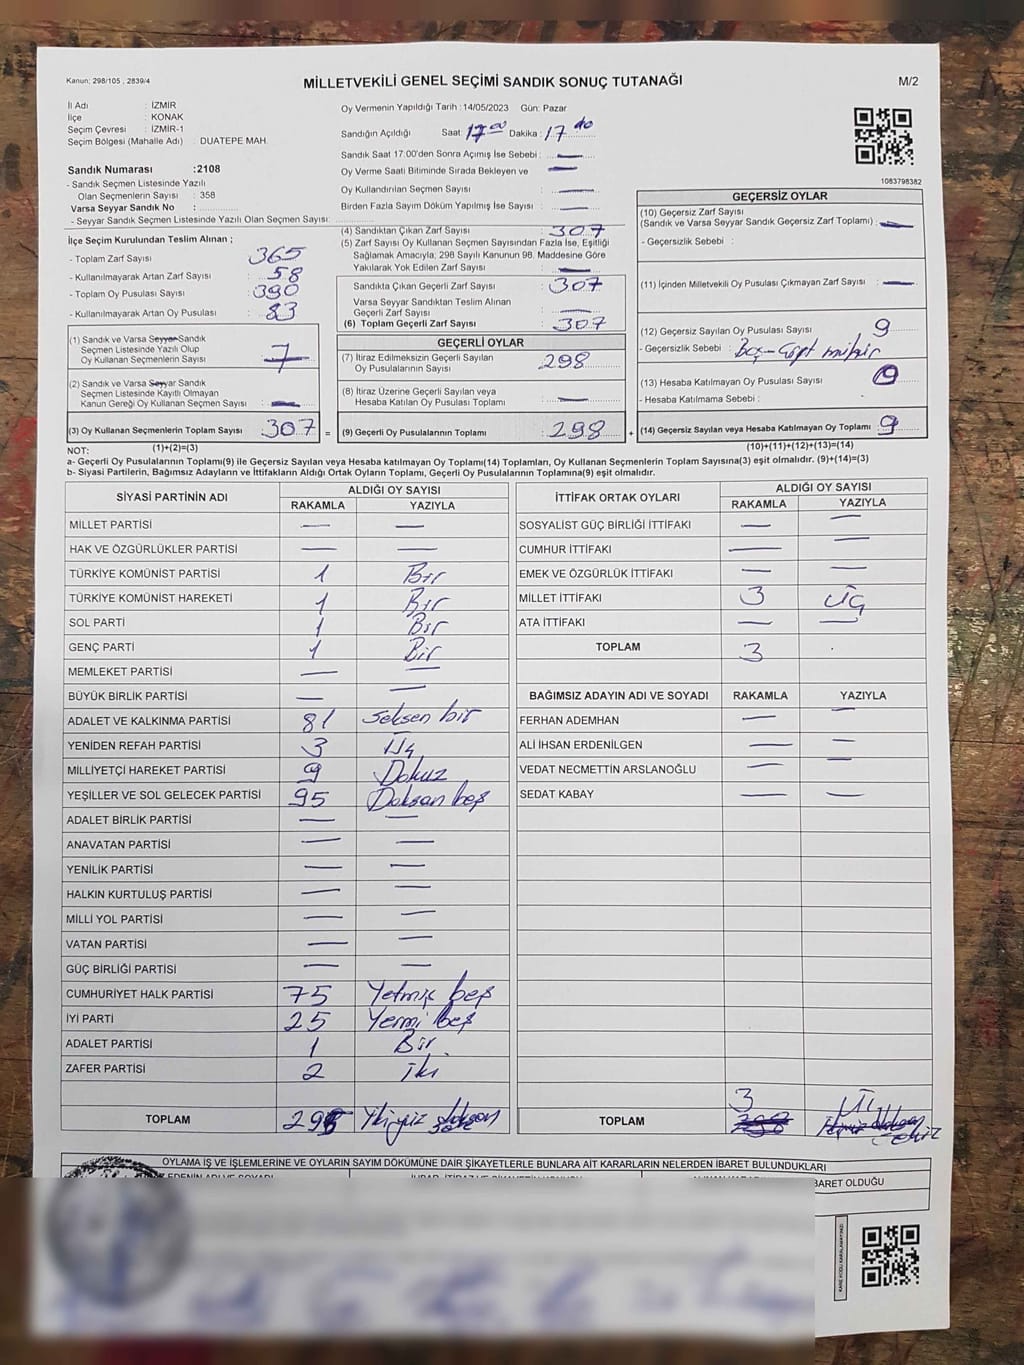 Kanun: 298/105 , 2839/4
MİLLETVEKİLİ GENEL SEÇİMİ SANDIK SONUÇ TUTANAĞI
M/2
İl Adı : İZMİR
İlçe : KONAK
Seçim Çevresi : İZMİR-1
Seçim Bölgesi (Mahalle Adı) : DUATEPE MAH.
Sandık Numarası :2108
- Sandık Seçmen Listesinde Yazılı
Olan Seçmenlerin Sayısı : 358
Varsa Seyyar Sandık No :
- Seyyar Sandık Seçmen Listesinde Yazılı Olan Seçmen Sayısı:
Oy Vermenin Yapıldığı Tarih : 14/05/2023 Gün: Pazar
Sandığın Açıldığı Saat: 17:00 Dakika : 17
Sandık Saat 17:00'den Sonra Açımış İse Sebebi : —
Oy Verme Saati Bitiminde Sırada Bekleyen ve —
Oy Kullandırılan Seçmen Sayısı : —
Birden Fazla Sayım Döküm Yapılmış İse Sayısı : —
1083798382
İlçe Seçim Kurulundan Teslim Alınan ;
- Toplam Zarf Sayısı : 365
- Kullanılmayarak Artan Zarf Sayısı : 58
- Toplam Oy Pusulası Sayısı : 390
- Kullanılmayarak Artan Oy Pusulası : 83
(1) Sandık ve Varsa Seyyar Sandık
Seçmen Listesinde Yazılı Olup
Oy Kullanan Seçmenlerin Sayısı : 7
(2) Sandık ve Varsa Seyyar Sandık
Seçmen Listesinde Kayıtlı Olmayan
Kanun Gereği Oy Kullanan Seçmen Sayısı : —
(3) Oy Kullanan Seçmenlerin Toplam Sayısı : 307 =
(1)+(2)=(3)
(4) Sandıktan Çıkan Zarf Sayısı : 307
(5) Zarf Sayısı Oy Kullanan Seçmen Sayısından Fazla İse, Eşitliği
Sağlamak Amacıyla; 298 Sayılı Kanunun 98. Maddesine Göre
Yakılarak Yok Edilen Zarf Sayısı : —
Sandıkta Çıkan Geçerli Zarf Sayısı : 307
Varsa Seyyar Sandıktan Teslim Alınan
Geçerli Zarf Sayısı : —
(6) Toplam Geçerli Zarf Sayısı : 307
GEÇERLİ OYLAR
(7) İtiraz Edilmeksizin Geçerli Sayılan
Oy Pusulalarının Sayısı : 298
(8) İtiraz Üzerine Geçerli Sayılan veya
Hesaba Katılan Oy Pusulası Toplamı : —
(9) Geçerli Oy Pusulalarının Toplamı : 298 +
GEÇERSİZ OYLAR
(10) Geçersiz Zarf Sayısı
(Sandık ve Varsa Seyyar Sandık Geçersiz Zarf Toplamı) : —
- Geçersizlik Sebebi :
(11) İçinden Milletvekili Oy Pusulası Çıkmayan Zarf Sayısı : —
(12) Geçersiz Sayılan Oy Pusulası Sayısı : 9
- Geçersizlik Sebebi : Boş-Çift mühür
(13) Hesaba Katılmayan Oy Pusulası Sayısı : 9
- Hesaba Katılmama Sebebi :
(14) Geçersiz Sayılan veya Hesaba Katılmayan Oy Toplamı : 9
(10)+(11)+(12)+(13)=(14)
NOT:
a- Geçerli Oy Pusulalarının Toplamı(9) ile Geçersiz Sayılan veya Hesaba katılmayan Oy Toplamı(14) Toplamları, Oy Kullanan Seçmenlerin Toplam Sayısına(3) eşit olmalıdır. (9)+(14)=(3)
b- Siyasi Partilerin, Bağımsız Adayların ve İttifakların Aldığı Ortak Oyların Toplamı, Geçerli Oy Pusulalarının Toplamına(9) eşit olmalıdır.
SİYASİ PARTİNİN ADI ALDIĞI OY SAYISI
RAKAMLA YAZIYLA
MİLLET PARTİSİ — —
HAK VE ÖZGÜRLÜKLER PARTİSİ — —
TÜRKİYE KOMÜNİST PARTİSİ 1 Bir
TÜRKİYE KOMÜNİST HAREKETİ 1 Bir
SOL PARTİ 1 Bir
GENÇ PARTİ 1 Bir
MEMLEKET PARTİSİ — —
BÜYÜK BİRLİK PARTİSİ — —
ADALET VE KALKINMA PARTİSİ 81 Seksen bir
YENİDEN REFAH PARTİSİ 3 Üç
MİLLİYETÇİ HAREKET PARTİSİ 9 Dokuz
YEŞİLLER VE SOL GELECEK PARTİSİ 95 Doksan beş
ADALET BİRLİK PARTİSİ — —
ANAVATAN PARTİSİ — —
YENİLİK PARTİSİ — —
HALKIN KURTULUŞ PARTİSİ — —
MİLLİ YOL PARTİSİ — —
VATAN PARTİSİ — —
GÜÇ BİRLİĞİ PARTİSİ — —
CUMHURİYET HALK PARTİSİ 75 Yetmiş beş
İYİ PARTİ 25 Yermi beş
ADALET PARTİSİ 1 Bir
ZAFER PARTİSİ 2 iki
TOPLAM 295 Yki yüz doksan
İTTİFAK ORTAK OYLARI ALDIĞI OY SAYISI
RAKAMLA YAZIYLA
SOSYALİST GÜÇ BİRLİĞİ İTTİFAKI — —
CUMHUR İTTİFAKI — —
EMEK VE ÖZGÜRLÜK İTTİFAKI — —
MİLLET İTTİFAKI 3 ÜÇ
ATA İTTİFAKI — —
TOPLAM 3
BAĞIMSIZ ADAYIN ADI VE SOYADI RAKAMLA YAZIYLA
FERHAN ADEMHAN — —
ALİ İHSAN ERDENİLGEN — —
VEDAT NECMETTİN ARSLANOĞLU — —
SEDAT KABAY — —
TOPLAM 3 Üç
OYLAMA İŞ VE İŞLEMLERİNE VE OYLARIN SAYIM DÖKÜMÜNE DAİR ŞİKAYETLERLE BUNLARA AİT KARARLARIN NELERDEN İBARET BULUNDUKLARI
BARET OLDUĞU